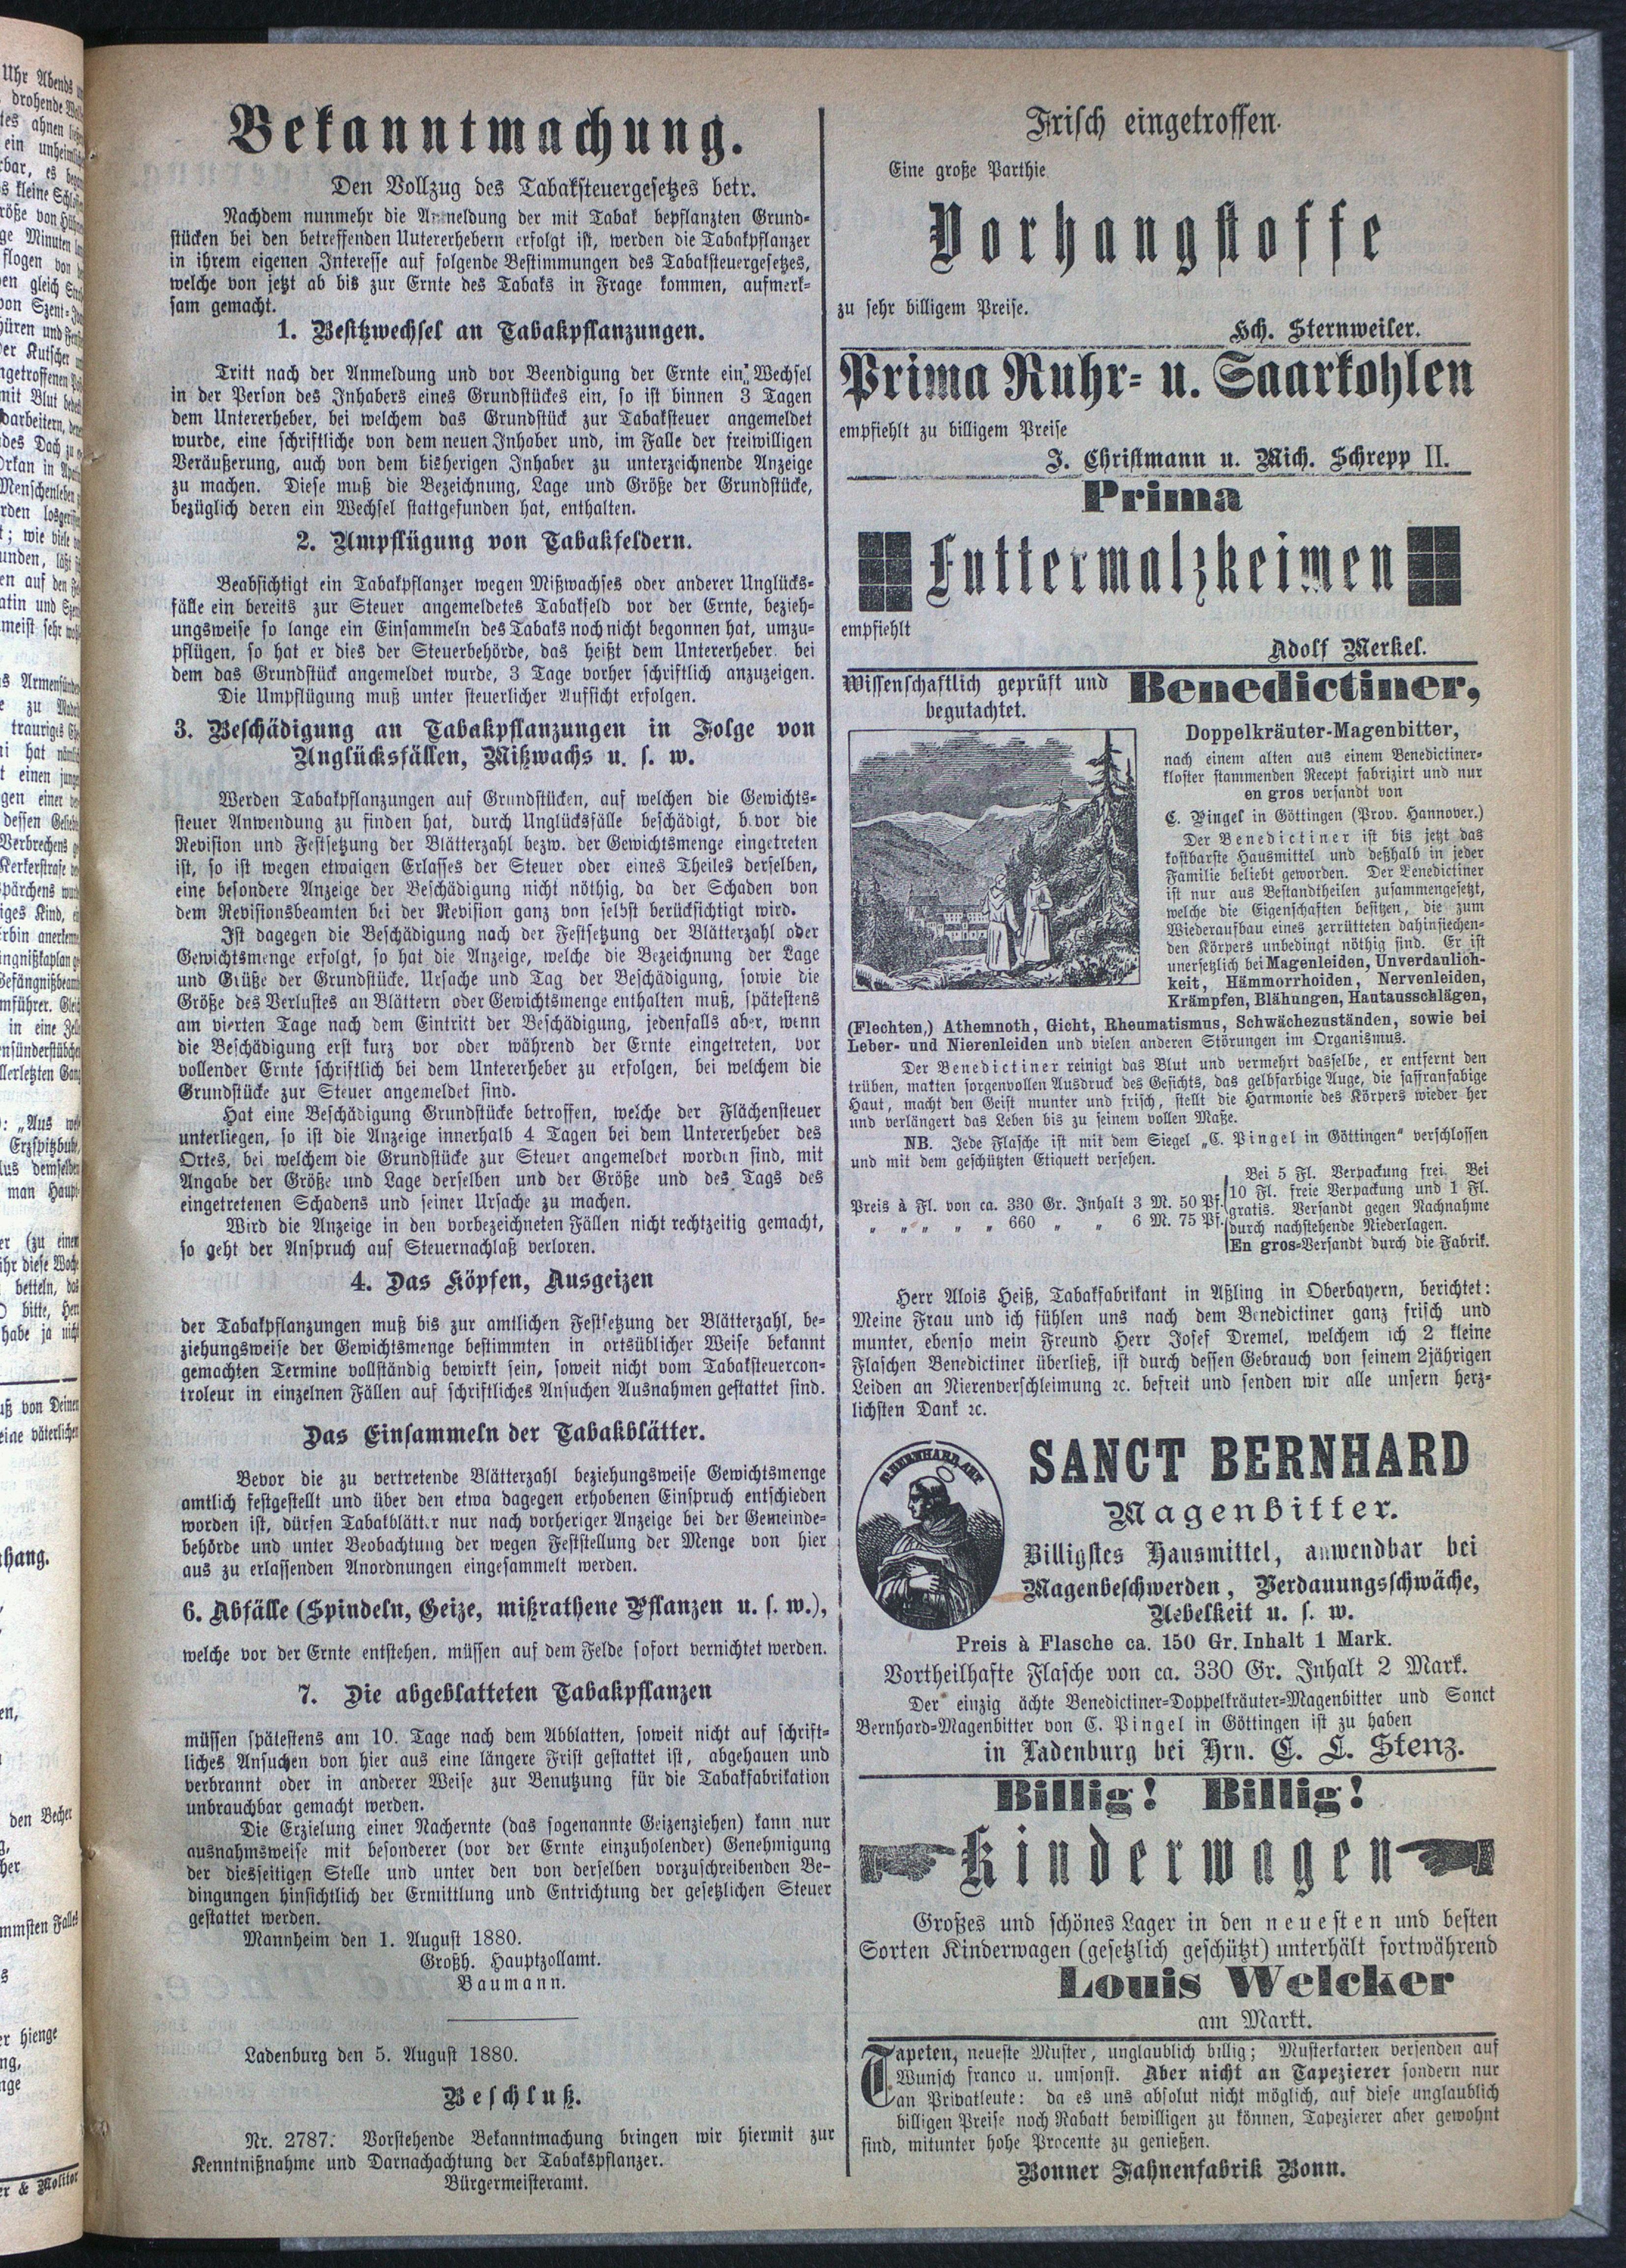 Bekanntmachung.
Den Vollzug des Tabaksteuergesetzes betr.
Nachdem nunmehr die Anmeldung der mit Tabak bepflanzten Grund-
stücken bei den betreffenden Untererhebern erfolgt ist, werden die Tabakpflanzer
in ihrem eigenen Interesse auf folgende Bestimmungen des Tabaksteuergesetzes,
welche von jetzt ab bis zur Ernte des Tabaks in Frage kommen, aufmerk-
sam gemacht.
1. Besitzwechsel an Tabakpflanzungen.
Tritt nach der Anmeldung und vor Beendigung der Ernte ein Wechsel
in der Person des Inhabers eines Grundstückes ein, so ist binnen 3 Tagen
dem Untererheber, bei welchem das Grundstück zur Tabaksteuer angemeldet
wurde, eine schriftliche von dem neuen Inhaber und, im Falle der freiwilligen
Veräußerung, auch von dem bisherigen Inhaber zu unterzeichnende Anzeige
zu machen. Diese muß die Bezeichnung, Lage und Größe der Grundstücke,
bezüglich deren ein Wechsel stattgefunden hat, enthalten.
2. Umpflügung von Tabakfeldern.
Beabsichtigt ein Tabakpflanzer wegen Mißwachses oder anderer Unglücks-
fälle ein bereits zur Steuer angemeldetes Tabakfeld vor der Ernte, bezieh-
ungsweise so lange ein Einsammeln des Tabaks noch nicht begonnen hat, umzu-
pflügen, so hat er dies der Steuerbehörde, das heißt dem Untererheber bei
dem das Grundstück angemeldet wurde, 3 Tage vorher schriftlich anzuzeigen.
Die Umpflügung muß unter steuerlicher Aufsicht erfolgen.
3. Beschädigung an Tabakpflanzungen in Folge von
Unglücksfällen, Mißwachs u. s. w.
Werden Tabakpflanzungen auf Grundstücken, auf welchen die Gewichts-
steuer Anwendung zu finden hat, durch Unglücksfälle beschädigt, b.vor die
Revision und Festsetzung der Blätterzahl bezw. der Gewichtsmenge eingetreten
ist, so ist wegen etwaigen Erlasses der Steuer oder eines Theiles derselben,
eine besondere Anzeige der Beschädigung nicht nöthig, da der Schaden von
dem Revisionsbeamten bei der Revision ganz von selbst berücksichtigt wird.
Ist dagegen die Beschädigung nach der Festsetzung der Blätterzahl oder
Gewichtsmenge erfolgt, so hat die Anzeige, welche die Bezeichnung der Lage
und Größe der Grundstücke, Ursache und Tag der Beschädigung, sowie die
Größe des Verlustes an Blättern oder Gewichtsmenge enthalten muß, spätestens
am vierten Tage nach dem Eintritt der Beschädigung, jedenfalls aber, wenn
die Beschädigung erst kurz vor oder während der Ernte eingetreten, vor
vollender Ernte schriftlich bei dem Untererheber zu erfolgen, bei welchem die
Grundstücke zur Steuer angemeldet sind.
Hat eine Beschädigung Grundstücke betroffen, welche der Flächensteuer
unterliegen, so ist die Anzeige innerhalb 4 Tagen bei dem Untererheber des
Ortes, bei welchem die Grundstücke zur Steuer angemeldet worden sind, mit
Angabe der Größe und Lage derselben und der Größe und des Tags des
eingetretenen Schadens und seiner Ursache zu machen.
Wird die Anzeige in den vorbezeichneten Fällen nicht rechtzeitig gemacht,
so geht der Anspruch auf Steuernachlaß verloren.
4. Das Köpfen, Ausgeizen
der Tabakpflanzungen muß bis zur amtlichen Festsetzung der Blätterzahl, be-
ziehungsweise der Gewichtsmenge bestimmten in ortsüblicher Weise bekannt
gemachten Termine vollständig bewirkt sein, soweit nicht vom Tabaksteuercon-
troleur in einzelnen Fällen auf schriftliches Ansuchen Ausnahmen gestattet sind.
Das Einsammeln der Tabakblätter.
Bevor die zu vertretende Blätterzahl beziehungsweise Gewichtsmenge
amtlich festgestellt und über den etwa dagegen erhobenen Einspruch entschieden
worden ist, dürfen Tabakblätter nur nach vorheriger Anzeige bei der Gemeinde-
behörde und unter Beobachtung der wegen Feststellung der Menge von hier
aus zu erlassenden Anordnungen eingesammelt werden.
6. Abfälle (Spindeln, Geize, mißrathene Pflanzen u. s. w.),
welche vor der Ernte entstehen, müssen auf dem Felde sofort vernichtet werden.
7. Die abgeblatteten Tabakpflanzen
müssen spätestens am 10. Tage nach dem Abblatten, soweit nicht auf schrift-
liches Ansuchen von hier aus eine längere Frist gestattet ist, abgehauen und
verbrannt oder in anderer Weise zur Benutzung für die Tabakfabrikation
unbrauchbar gemacht werden.
Die Erzielung einer Nachernte (das sogenannte Geizenziehen) kann nur
ausnahmsweise mit besonderer (vor der Ernte einzuholender) Genehmigung
der diesseitigen Stelle und unter den von derselben vorzuschreibenden Be-
dingungen hinsichtlich der Ermittlung und Entrichtung der gesetzlichen Steuer
gestattet werden.
Mannheim den 1. August 1880.
Großh. Hauptzollamt.
Baumann.
Ladenburg den 5. August 1880.
Beschluß.
Nr. 2787. Vorstehende Bekanntmachung bringen wir hiermit zur
Kenntnißnahme und Darnachachtung der Tabakspflanzer.
Bürgermeisteramt.
Frisch eingetroffen.
Eine große Parthie
Vorhangstoffe
zu sehr billigem Preise.
Hch. Sternweiler.
Prima Ruhr- u. Saarkohlen
empfiehlt zu billigem Preise
J. Christmann u. Mich. Schrepp II.
Prima
Futtermalzkeimen
empfiehlt
Adolf Merkel.
Wissenschaftlich geprüft und
begutachtet.
Benedictiner,
Doppelkräuter-Magenbitter,
nach einem alten aus einem Benedictiner-
kloster stammenden Recept fabrizirt und nur
en gros versandt von
C. Pingel in Göttingen (Prov. Hannover.)
Der Benedictiner ist bis jetzt das
kostbarste Hausmittel und deßhalb in jeder
Familie beliebt geworden. Der Benedictiner
ist nur aus Bestandtheilen zusammengesetzt,
welche die Eigenschaften besitzen, die zum
Wiederaufbau eines zerrütteten dahinsiechen-
den Körpers unbedingt nöthig sind. Er ist
unersetzlich bei Magenleiden, Unverdaulich-
keit, Hämmorrhoiden, Nervenleiden,
Krämpfen, Blähungen, Hautausschlägen,
(Flechten,) Athemnoth, Gicht, Rheumatismus, Schwächezuständen, sowie bei
Leber- und Nierenleiden und vielen anderen Störungen im Organismus.
Der Benedictiner reinigt das Blut und vermehrt dasselbe, er entfernt den
trüben, matten sorgenvollen Ausdruck des Gesichts, das gelbfarbige Auge, die saffranfabige
Haut, macht den Geist munter und frisch, stellt die Harmonie des Körpers wieder her
und verlängert das Leben bis zu seinem vollen Maße.
NB. Jede Flasche ist mit dem Siegel „C. Pingel in Göttingen“ verschlossen
und mit dem geschützten Etiquett versehen.
Preis à Fl. von ca. 330 Gr. Inhalt 3 M. 50 Pf.
„ „ „ „ „ 660 „ „ 6 M. 75 Pf.
Bei 5 Fl. Verpackung frei. Bei
10 Fl. freie Verpackung und 1 Fl.
gratis. Versandt gegen Nachnahme
durch nachstehende Niederlagen.
En gros-Versandt durch die Fabrik.
Herr Alois Heiß, Tabakfabrikant in Aßling in Oberbayern, berichtet:
Meine Frau und ich fühlen uns nach dem Benedictiner ganz frisch und
munter, ebenso mein Freund Herr Josef Dremel, welchem ich 2 kleine
Flaschen Benedictiner überließ, ist durch dessen Gebrauch von seinem 2jährigen
Leiden an Nierenverschleimung ꝛc. befreit und senden wir alle unsern herz-
lichsten Dank ꝛc.
SANCT BERNHARD
Magenbitter.
Billigstes Hausmittel, anwendbar bei
Magenbeschwerden, Verdauungsschwäche,
Uebelkeit u. s. w.
Preis à Flasche ca. 150 Gr. Inhalt 1 Mark.
Vortheilhafte Flasche von ca. 330 Gr. Inhalt 2 Mark.
Der einzig ächte Benedictiner-Doppelkräuter-Magenbitter und Sanct
Bernhard-Magenbitter von C. Pingel in Göttingen ist zu haben
in Ladenburg bei Hrn. C. L. Stenz.
Billig! Billig!
Kinderwagen
Großes und schönes Lager in den neuesten und besten
Sorten Kinderwagen (gesetzlich geschützt) unterhält fortwährend
Louis Welcker
am Markt.
Tapeten, neueste Muster, unglaublich billig; Musterkarten versenden auf
Wunsch franco u. umsonst. Aber nicht an Tapezierer sondern nur
an Privatleute: da es uns absolut nicht möglich, auf diese unglaublich
billigen Preise noch Rabatt bewilligen zu können, Tapezierer aber gewohnt
sind, mitunter hohe Procente zu genießen.
Bonner Fahnenfabrik Bonn.